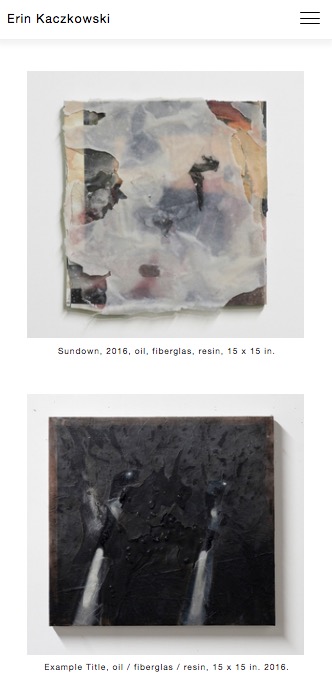 Erin Kaczkowski
Sundown, 2016, oil, fiberglas, resin, 15 x 15 in.
Example Title, oil / fiberglas / resin, 15 x 15 in. 2016.